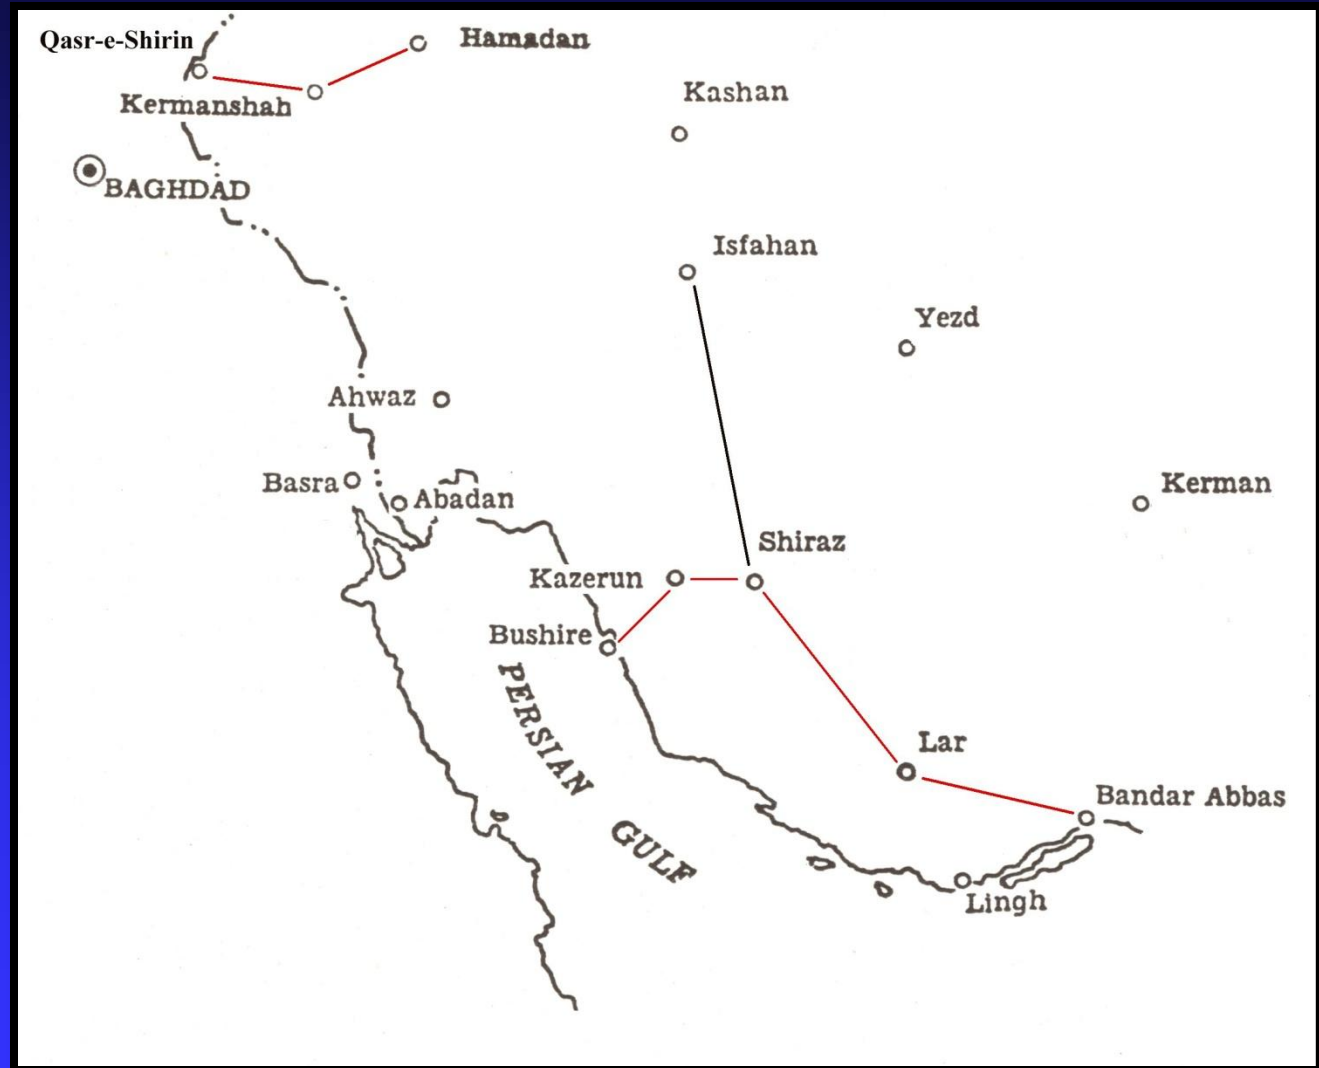 Qasr-e-Shirin
Hamadan
Kermanshah
Kashan
BAGHDAD
Isfahan
Yezd
Ahwaz
Basra
Abadan
Kerman
Shiraz
Kazerun
Bushire
PERSIAN GULF
Lar
Bandar Abbas
Lingh